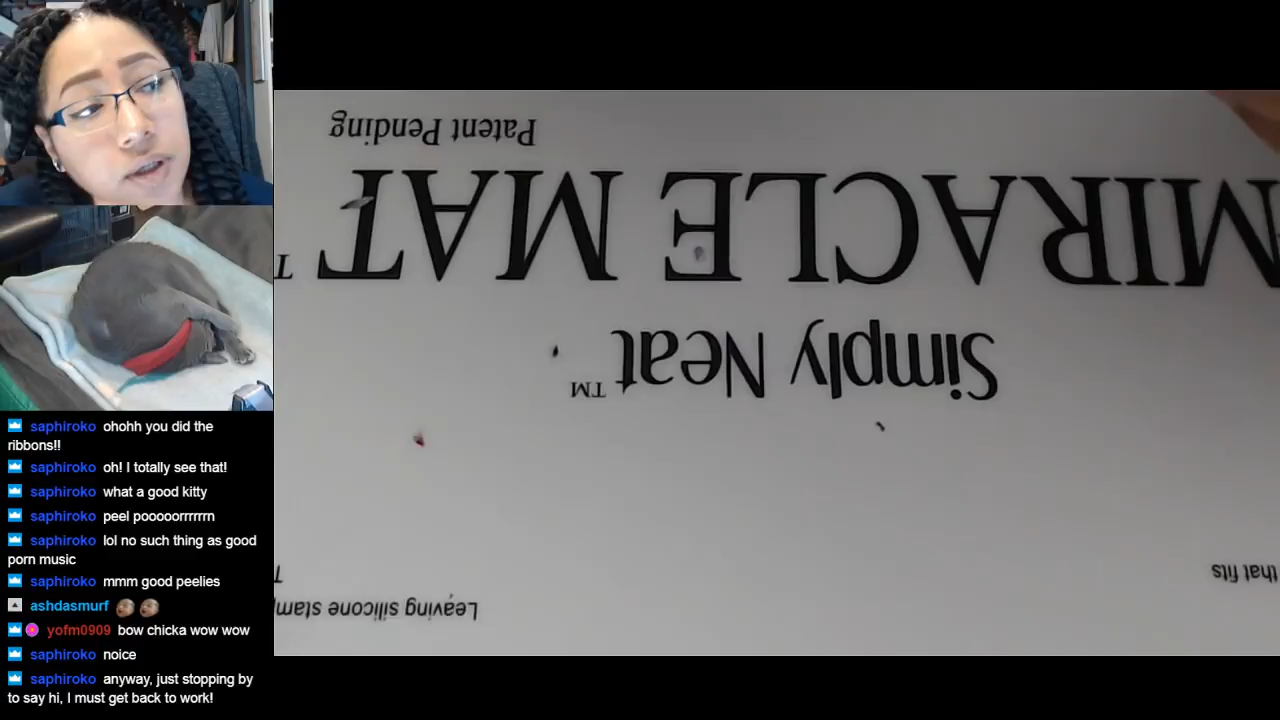 Patent Pending
MIRACLE MAT
T
Simply Neat™
that fits
Leaving silicone stam
T
saphiroko ohohh you did the
ribbons!!
saphiroko oh! I totally see that!
saphiroko what a good kitty
saphiroko peel pooooorrrrrrn
saphiroko lol no such thing as good
porn music
saphiroko mmm good peelies
ashdasmurf
yofm0909 bow chicka wow wow
saphiroko noice
saphiroko anyway, just stopping by
to say hi, I must get back to work!